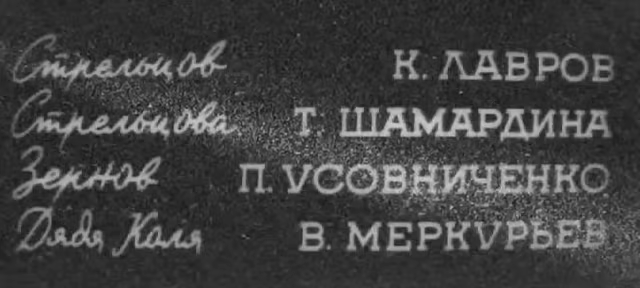 Стрельцов К. ЛАВРОВ
Стрельцова Т. ШАМАРДИНА
Зернов П. УСОВНИЧЕНКО
Дядя Коля В. МЕРКУРЬЕВ